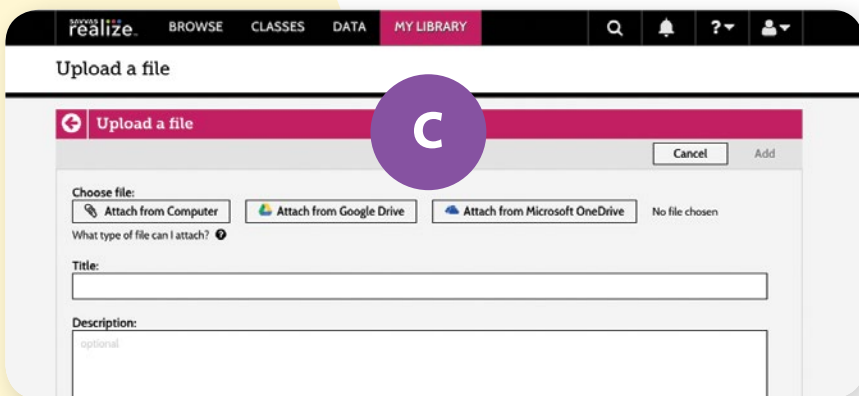 SAVVAS
realize. BROWSE CLASSES DATA MY LIBRARY ?
Upload a file
C
Upload a file
Cancel Add
Choose file:
Attach from Computer Attach from Google Drive Attach from Microsoft OneDrive No file chosen
What type of file can I attach? ?
Title:
Description:
optional